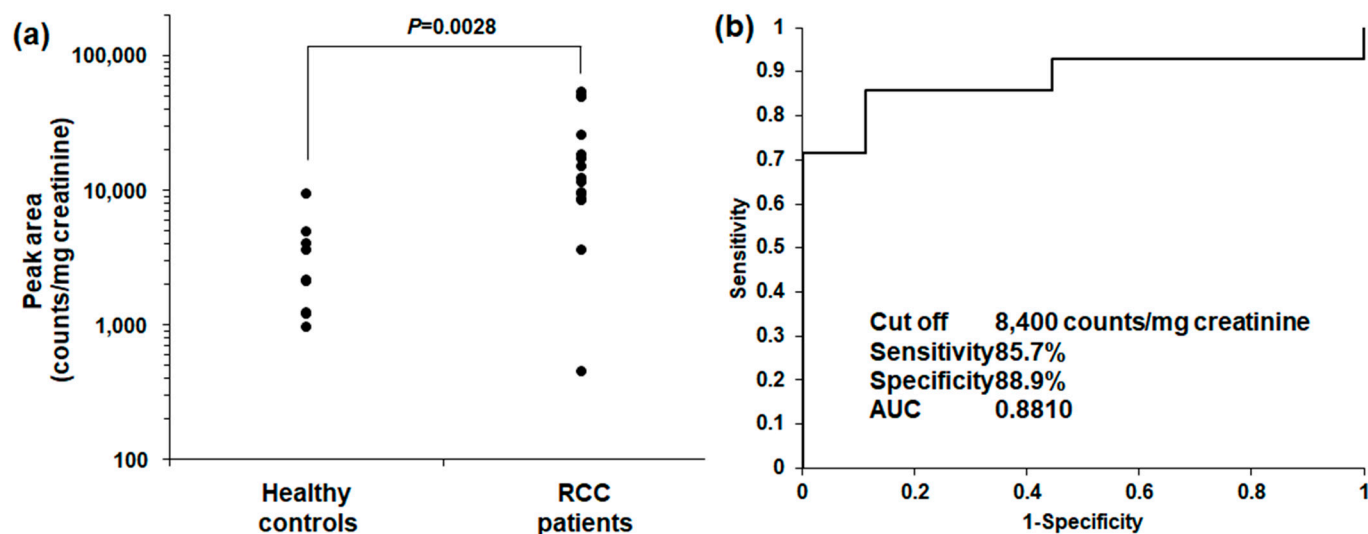 (a)
P=0.0028
100,000
10,000
1,000
100
Peak area
(counts/mg creatinine)
Healthy
controls
RCC
patients
(b)
1
0.9
0.8
0.7
0.6
0.5
0.4
0.3
0.2
0.1
0
Sensitivity
Cut off 8,400 counts/mg creatinine
Sensitivity85.7%
Specificity88.9%
AUC 0.8810
0 0.2 0.4 0.6 0.8 1
1-Specificity